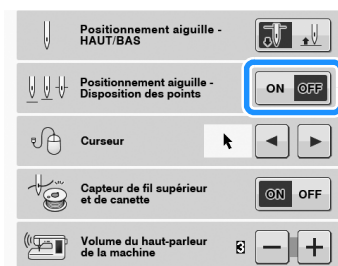 Positionnement aiguille -
HAUT/BAS
Positionnement aiguille -
Disposition des points
ON OFF
Curseur
Capteur de fil supérieur
et de canette
ON OFF
Volume du haut-parleur
de la machine
3